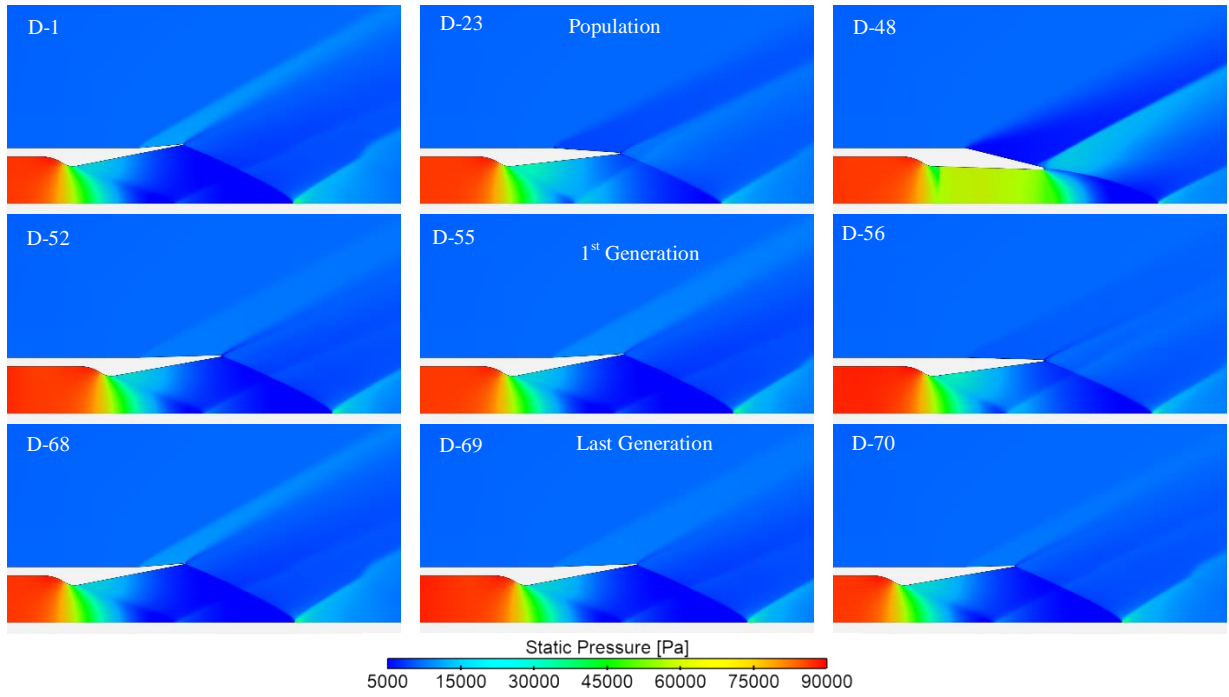 D-1
D-23
Population
D-48
D-52
D-55
1st Generation
D-56
D-68
D-69
Last Generation
D-70
Static Pressure [Pa]
5000 15000 30000 45000 60000 75000 90000